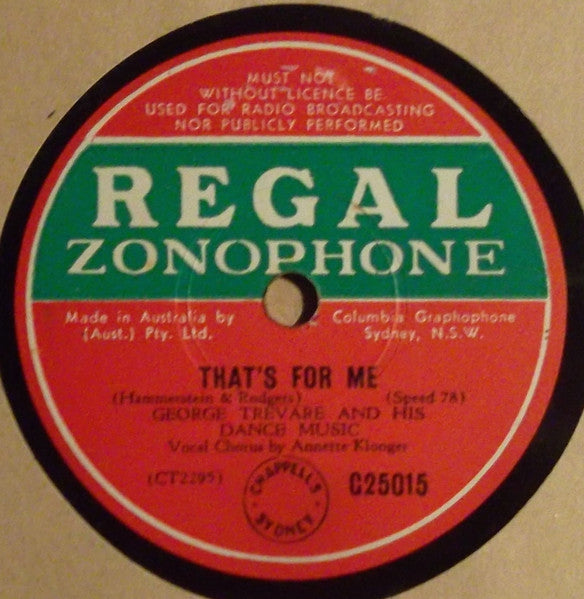 MUST NOT
WITHOUT LICENCE BE
USED FOR RADIO BROADCASTING
NOR PUBLICLY PERFORMED
REGAL
ZONOPHONE
Made in Australia by Columbia Graphophone
(Aust.) Pty. Ltd. Sydney, N.S.W.
THAT'S FOR ME
(Hammerstein & Rodgers) (Speed 78)
GEORGE TREVARE AND HIS
DANCE MUSIC
Vocal Chorus by Annette Klooger
(CT2295) CHAPPELL'S SYDNEY C25015